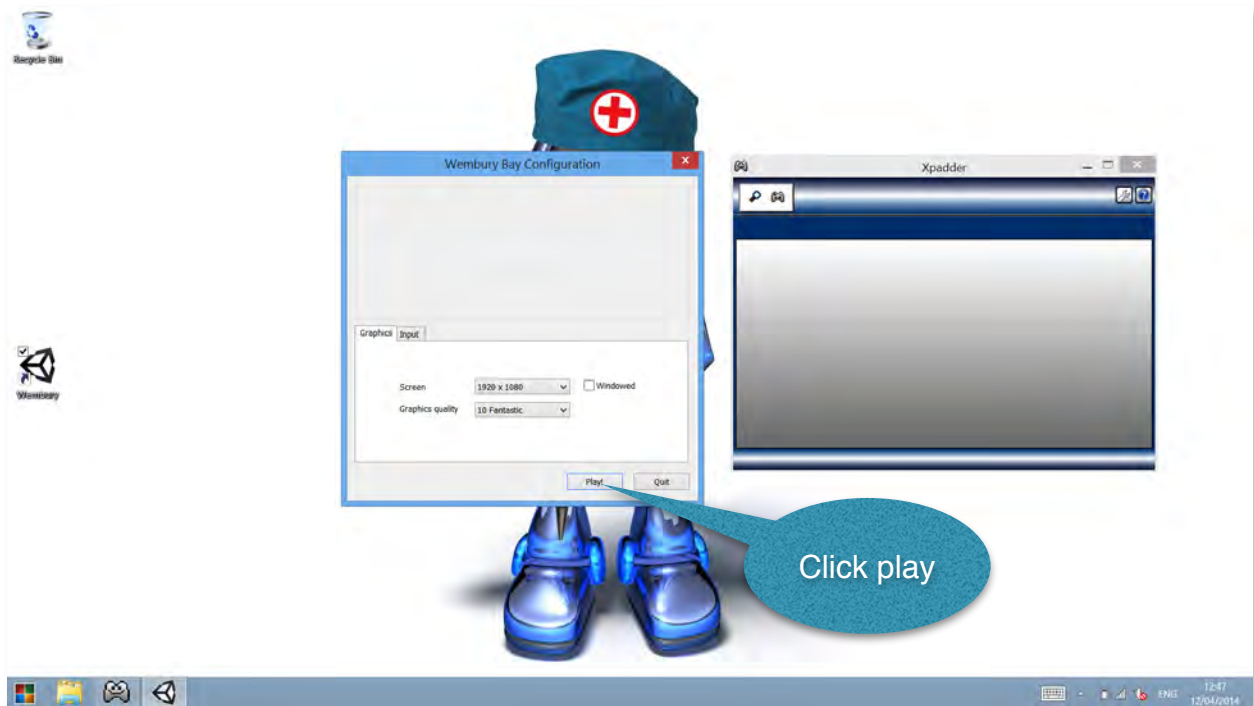 Recycle Bin
Wembury Bay Configuration
Xpadder
Graphics Input
Screen 1920 x 1080 Windowed
Graphics quality 10 Fantastic
Wembury
Play! Quit
Click play
ENG 12:47
12/04/2014